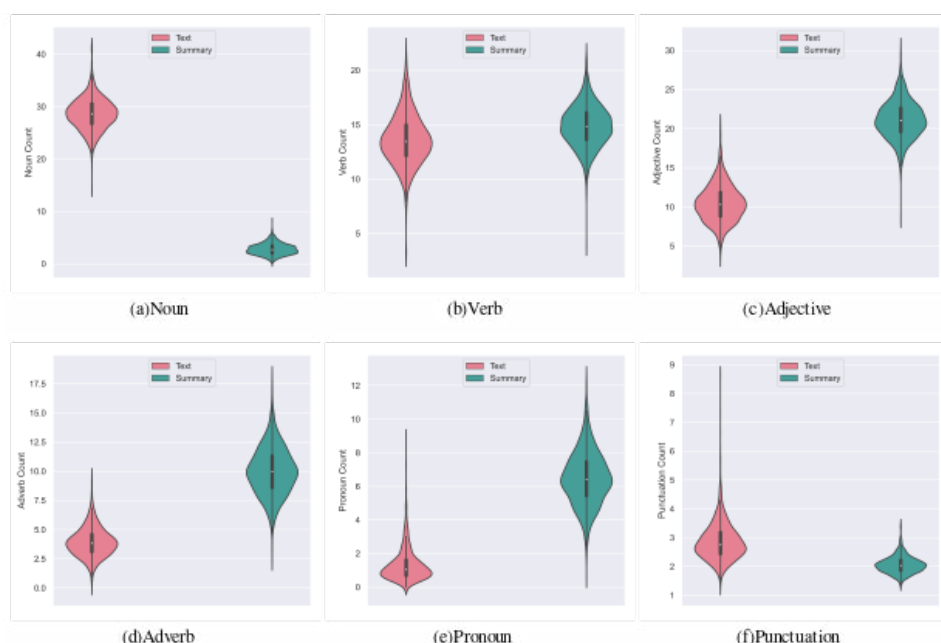 Text
Summary
Noun Count
40
30
20
10
0
(a)Noun
Text
Summary
Verb Count
20
15
10
5
(b)Verb
Text
Summary
Adjective Count
30
25
20
15
10
5
(c)Adjective
Text
Summary
Adverb Count
17.5
15.0
12.5
10.0
7.5
5.0
2.5
0.0
(d)Adverb
Text
Summary
Pronoun Count
12
10
8
6
4
2
0
(e)Pronoun
Text
Summary
Punctuation Count
9
8
7
6
5
4
3
2
1
(f)Punctuation